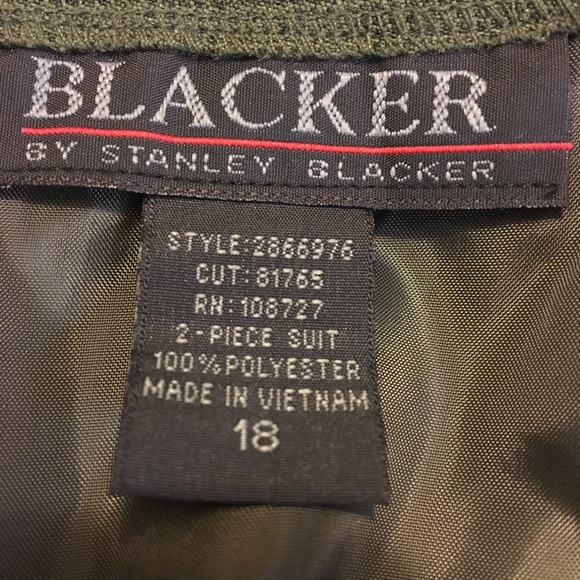 BLACKER
BY STANLEY BLACKER
STYLE:2866976
CUT:81765
RN:108727
2-PIECE SUIT
100%POLYESTER
MADE IN VIETNAM
18